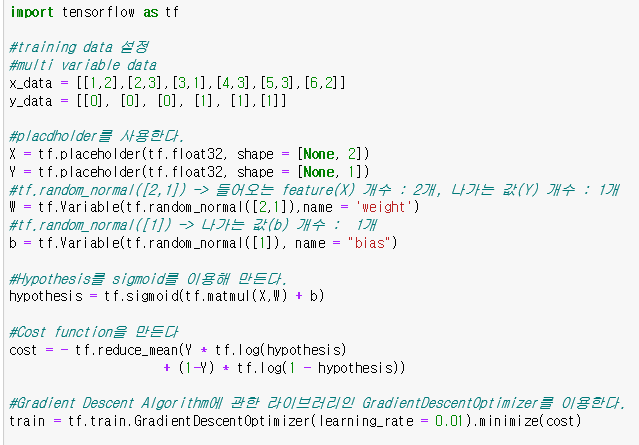 import tensorflow as tf
#training data 설정
#multi variable data
x_data = [[1,2],[2,3],[3,1],[4,3],[5,3],[6,2]]
y_data = [[0], [0], [0], [1], [1],[1]]
#placdholder를 사용한다.
X = tf.placeholder(tf.float32, shape = [None, 2])
Y = tf.placeholder(tf.float32, shape = [None, 1])
#tf.random_normal([2,1]) -> 들어오는 feature(X) 개수 : 2개, 나가는 값(Y) 개수 : 1개
W = tf.Variable(tf.random_normal([2,1]),name = 'weight')
#tf.random_normal([1]) -> 나가는 값(b) 개수 :  1개
b = tf.Variable(tf.random_normal([1]), name = "bias")
#Hypothesis를 sigmoid를 이용해 만든다.
hypothesis = tf.sigmoid(tf.matmul(X,W) + b)
#Cost function을 만든다
cost = - tf.reduce_mean(Y * tf.log(hypothesis)
+ (1-Y) * tf.log(1 - hypothesis))
#Gradient Descent Algorithm에 관한 라이브러리인 GradientDescentOptimizer를 이용한다.
train = tf.train.GradientDescentOptimizer(learning_rate = 0.01).minimize(cost)